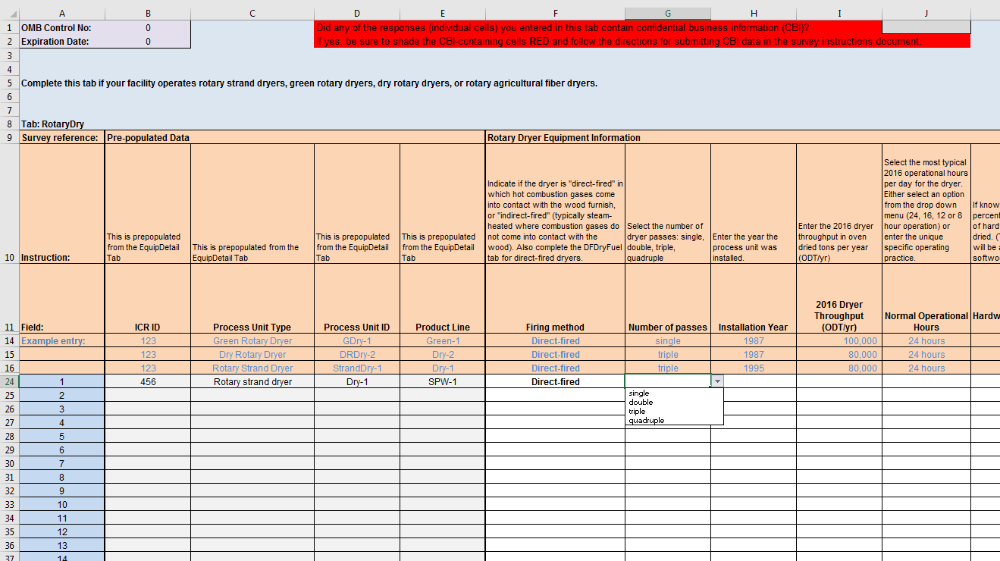 A B C D E F G H I J
1 OMB Control No: 0 Did any of the responses (individual cells) you entered in this tab contain confidential business information (CBI)?
2 Expiration Date: 0 If yes, be sure to shade the CBI-containing cells RED and follow the directions for submitting CBI data in the survey instructions document.
3
4
5 Complete this tab if your facility operates rotary strand dryers, green rotary dryers, dry rotary dryers, or rotary agricultural fiber dryers.
6
7
8 Tab: RotaryDry
9 Survey reference: Pre-populated Data Rotary Dryer Equipment Information
10 Instruction:
This is prepopulated
from the EquipDetail
Tab
This is prepopulated from the
EquipDetail Tab
This is prepopulated
from the EquipDetail
Tab
This is prepopulated
from the EquipDetail
Tab
Indicate if the dryer is "direct-fired" in
which hot combustion gases come
into contact with the wood furnish,
or "indirect-fired" (typically steam-
heated where combustion gases do
not come into contact with the
wood). Also complete the DFDryFuel
tab for direct-fired dryers.
Select the number of
dryer passes: single,
double, triple,
quadruple
Enter the year the
process unit was
installed.
Enter the 2016 dryer
throughput in oven
dried tons per year
(ODT/yr)
Select the most typical
2016 operational hours
per day for the dryer.
Either select an option
from the drop down
menu (24, 16, 12 or 8
hour operation) or
enter the unique
specific operating
practice.
If know
percent
of hard
dried. (
will be
softwo
11 Field: ICR ID Process Unit Type Process Unit ID Product Line Firing method Number of passes Installation Year
2016 Dryer
Throughput
(ODT/yr)
Normal Operational
Hours
Hardw
14 Example entry: 123 Green Rotary Dryer GDry-1 Green-1 Direct-fired single 1987 100,000 24 hours
15 123 Dry Rotary Dryer DRDry-2 Dry-2 Direct-fired triple 1987 80,000 24 hours
16 123 Rotary Strand Dryer StrandDry-1 Dry-1 Direct-fired triple 1995 80,000 24 hours
24 1 456 Rotary strand dryer Dry-1 SPW-1 Direct-fired
single
double
triple
quadruple
25 2
26 3
27 4
28 5
29 6
30 7
31 8
32 9
33 10
34 11
35 12
36 13
37 14